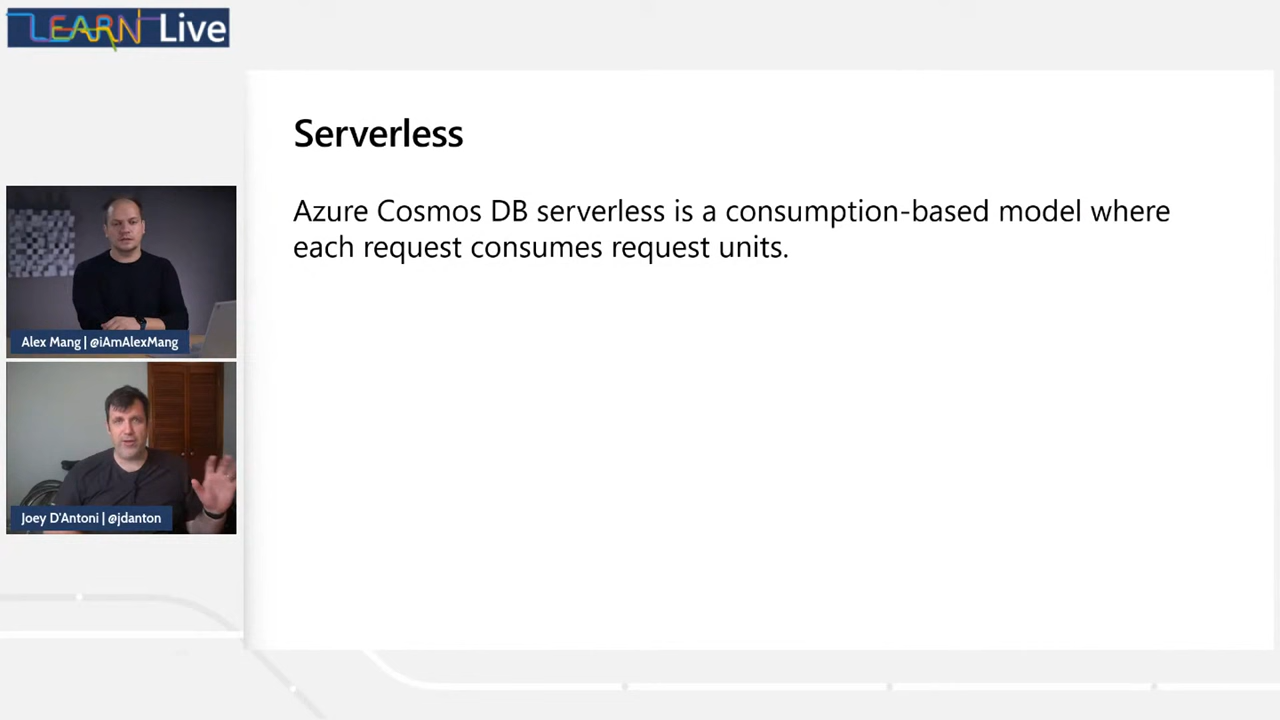 LEARN Live
Serverless
Azure Cosmos DB serverless is a consumption-based model where
each request consumes request units.
Alex Mang | @iAmAlexMang
Joey D'Antoni | @jdanton